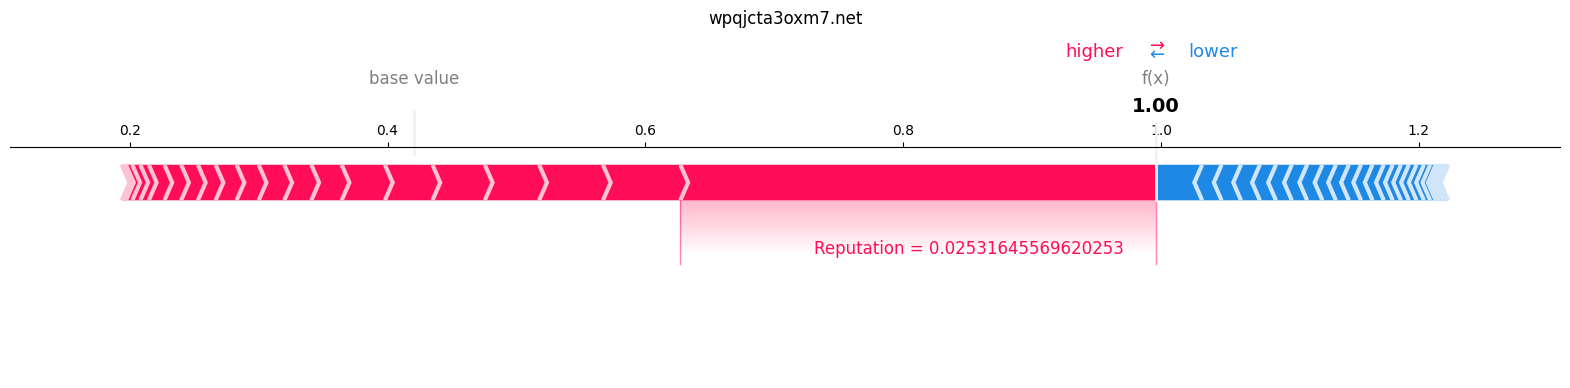 wpqjcta3oxm7.net
higher ⇄ lower
base value f(x)
1.00
0.2 0.4 0.6 0.8 1.0 1.2
Reputation = 0.02531645569620253